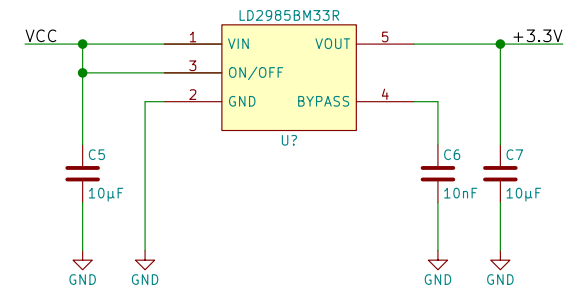 LD2985BM33R
VCC 1 VIN VOUT 5 +3.3V
3 ON/OFF
2 GND BYPASS 4
U?
C5 C6 C7
10µF 10nF 10µF
GND GND GND GND